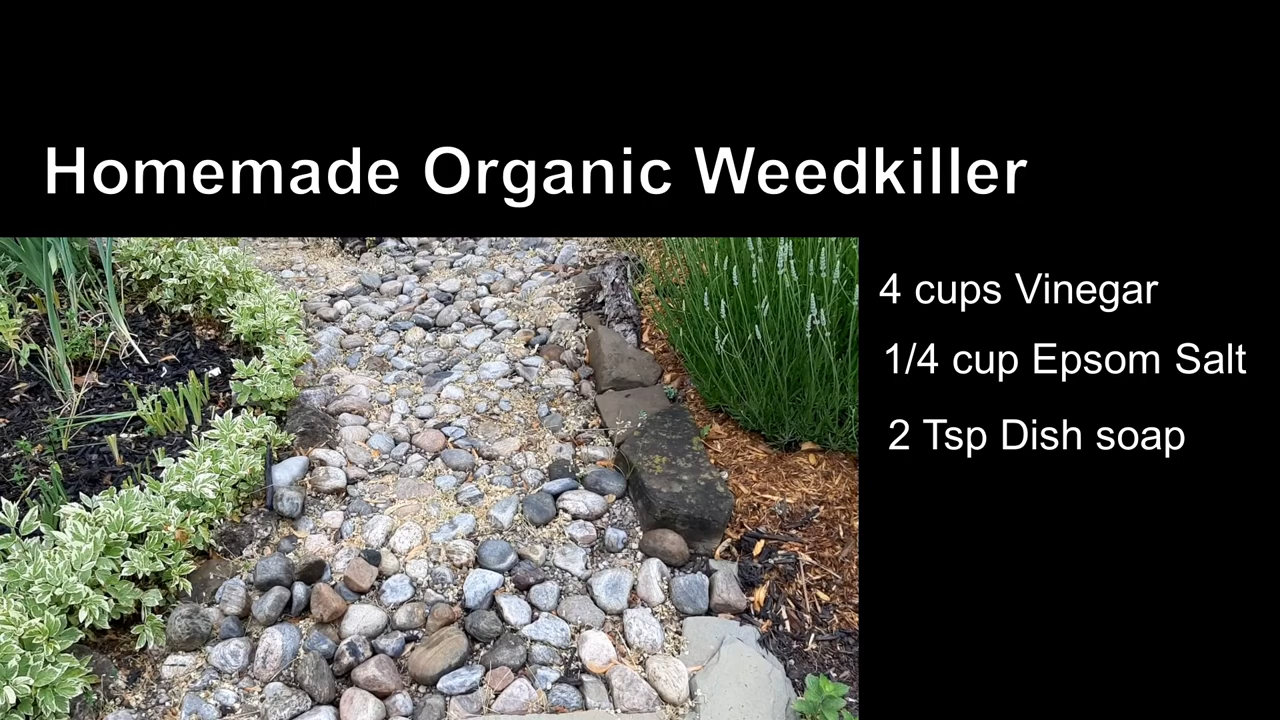 Homemade Organic Weedkiller
4 cups Vinegar
1/4 cup Epsom Salt
2 Tsp Dish soap